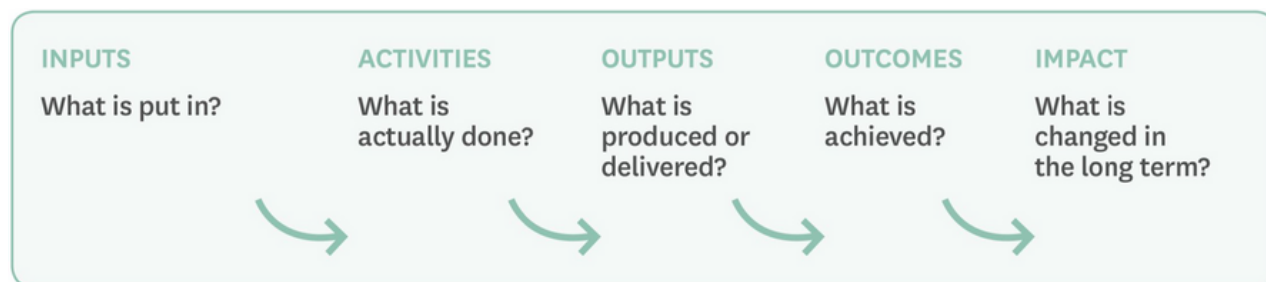 INPUTS
What is put in?
ACTIVITIES
What is
actually done?
OUTPUTS
What is
produced or
delivered?
OUTCOMES
What is
achieved?
IMPACT
What is
changed in
the long term?